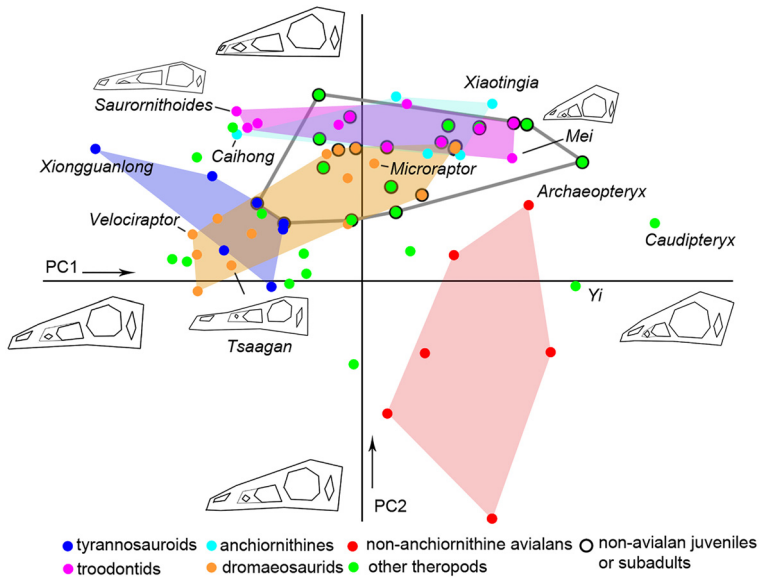 Xiaotingia
Saurornithoides
Mei
Caihong
Xiongguanlong
Microraptor
Archaeopteryx
Velociraptor
Caudipteryx
PC1
Yi
Tsaagan
PC2
tyrannosauroids anchiornithines non-anchiornithine avialans non-avialan juveniles
or subadults
troodontids dromaeosaurids other theropods